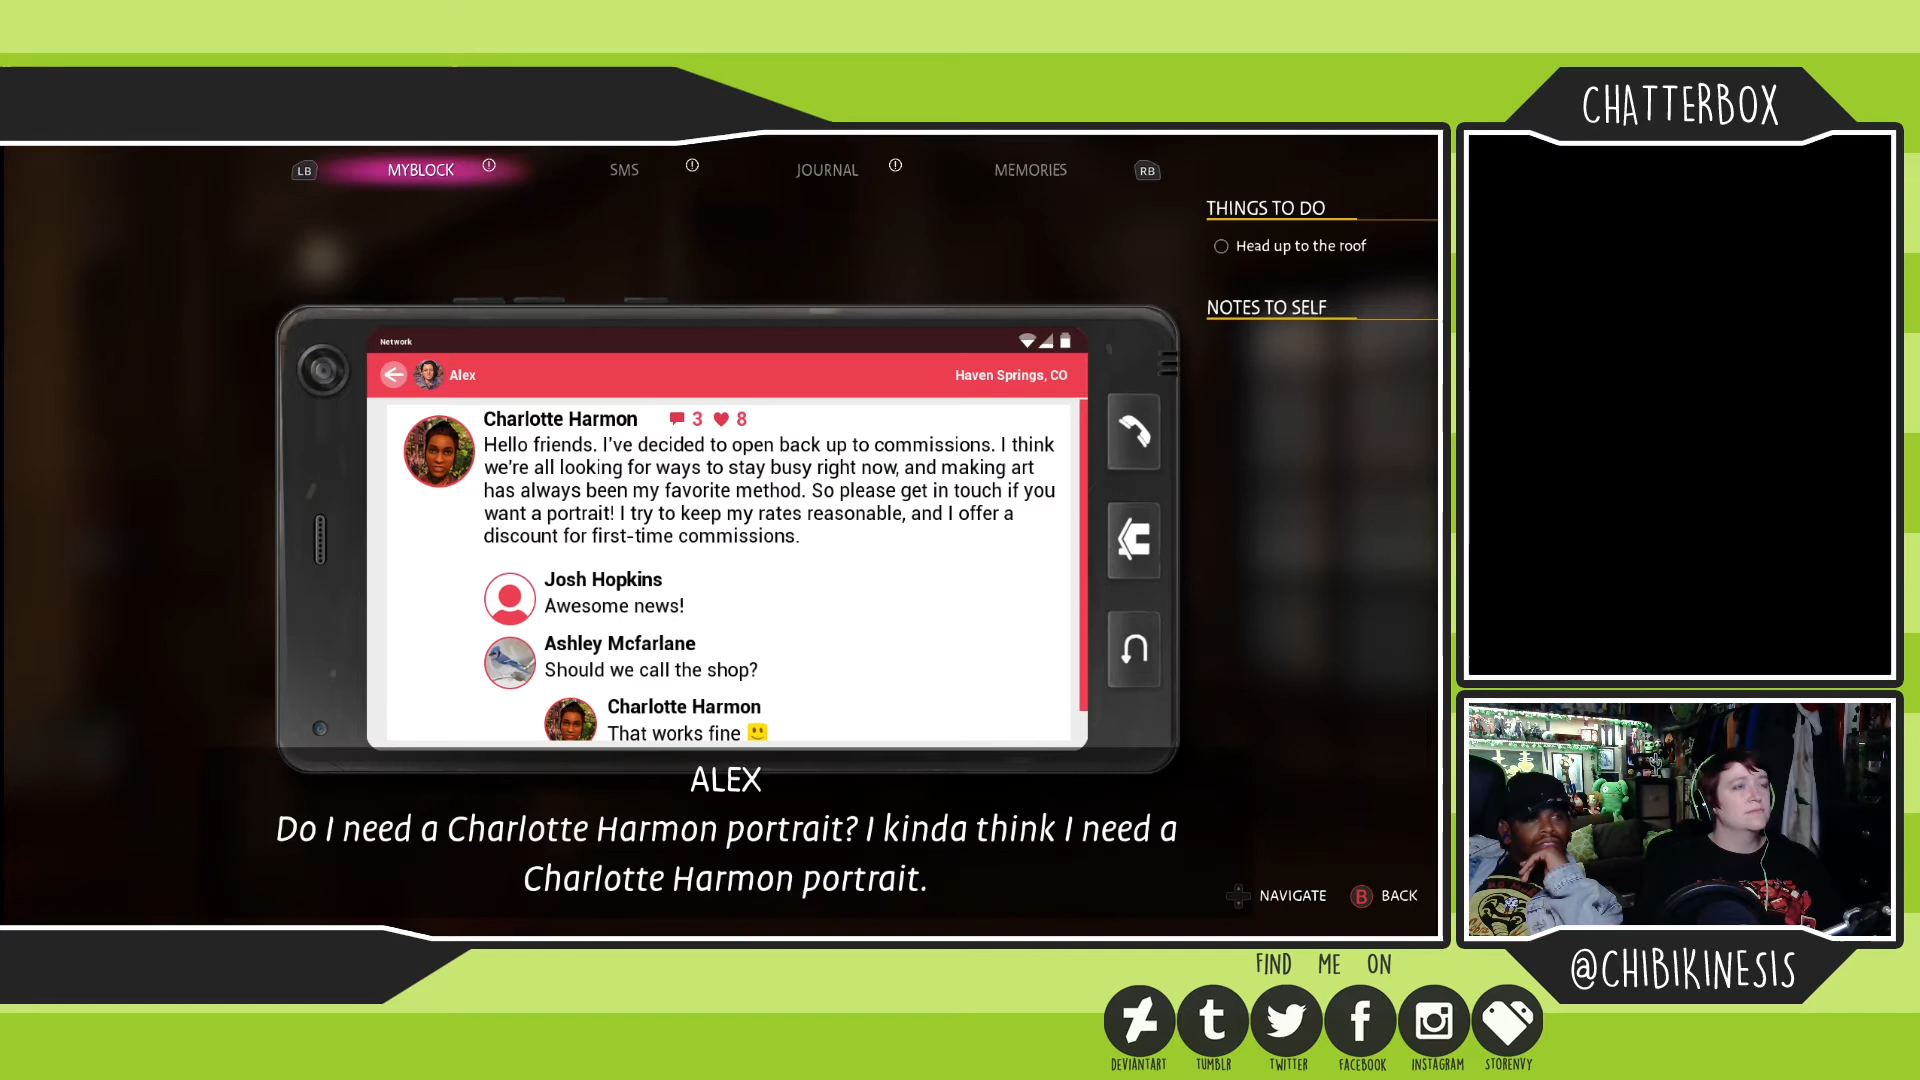 CHATTERBOX
LB
MYBLOCK
SMS
JOURNAL
MEMORIES
RB
THINGS TO DO
Head up to the roof
NOTES TO SELF
Network
Alex
Haven Springs, CO
Charlotte Harmon 3 8
Hello friends. I've decided to open back up to commissions. I think
we're all looking for ways to stay busy right now, and making art
has always been my favorite method. So please get in touch if you
want a portrait! I try to keep my rates reasonable, and I offer a
discount for first-time commissions.
Josh Hopkins
Awesome news!
Ashley Mcfarlane
Should we call the shop?
Charlotte Harmon
That works fine
ALEX
Do I need a Charlotte Harmon portrait? I kinda think I need a
Charlotte Harmon portrait.
NAVIGATE
B BACK
@CHIBIKINESIS
FIND ME ON
DEVIANTART
TUMBLR
TWITTER
FACEBOOK
INSTAGRAM
STORENVY